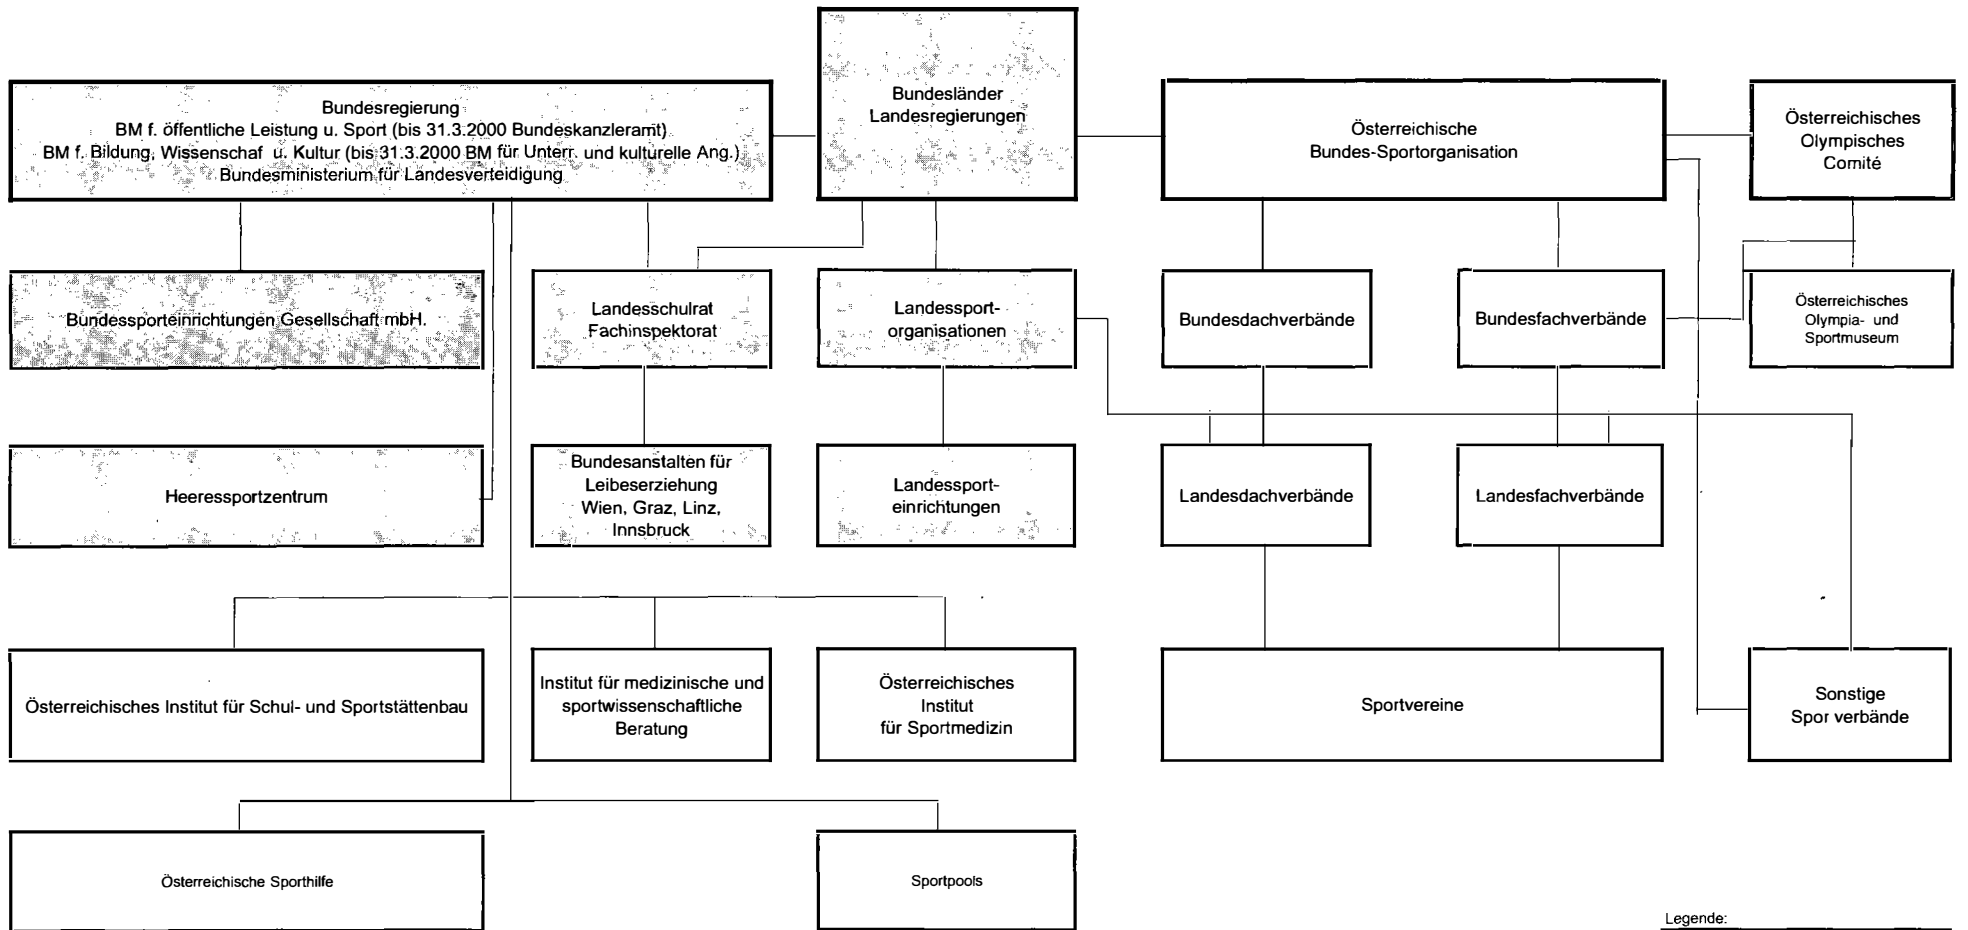 Bundesregierung
BM f. öffentliche Leistung u. Sport (bis 31.3.2000 Bundeskanzleramt)
BM f. Bildung, Wissenschaf u. Kultur (bis 31.3.2000 BM für Unterr. und kulturelle Ang.)
Bundesministerium für Landesverteidigung
Bundesländer
Landesregierungen
Österreichische
Bundes-Sportorganisation
Österreichisches
Olympisches
Comité
Bundessporteinrichtungen Gesellschaft mbH.
Landesschulrat
Fachinspektorat
Landessport-
organisationen
Bundesdachverbände
Bundesfachverbände
Österreichisches
Olympia- und
Sportmuseum
Heeressportzentrum
Bundesanstalten für
Leibeserziehung
Wien, Graz, Linz,
Innsbruck
Landessport-
einrichtungen
Landesdachverbände
Landesfachverbände
Österreichisches Institut für Schul- und Sportstättenbau
Institut für medizinische und
sportwissenschaftliche
Beratung
Österreichisches
Institut
für Sportmedizin
Sportvereine
Sonstige
Spor verbände
Österreichische Sporthilfe
Sportpools
Legende: